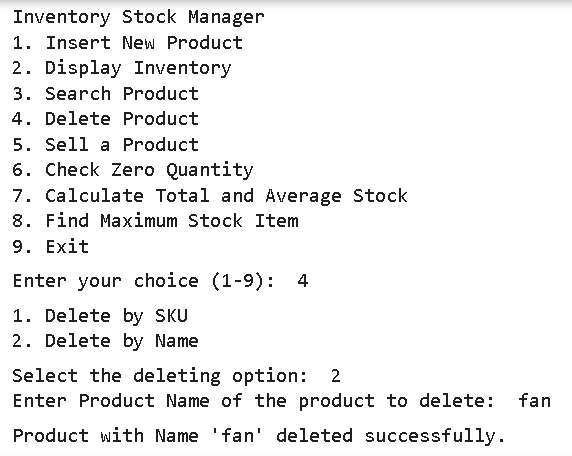 Inventory Stock Manager
1. Insert New Product
2. Display Inventory
3. Search Product
4. Delete Product
5. Sell a Product
6. Check Zero Quantity
7. Calculate Total and Average Stock
8. Find Maximum Stock Item
9. Exit
Enter your choice (1-9):  4
1. Delete by SKU
2. Delete by Name
Select the deleting option:  2
Enter Product Name of the product to delete:  fan
Product with Name 'fan' deleted successfully.